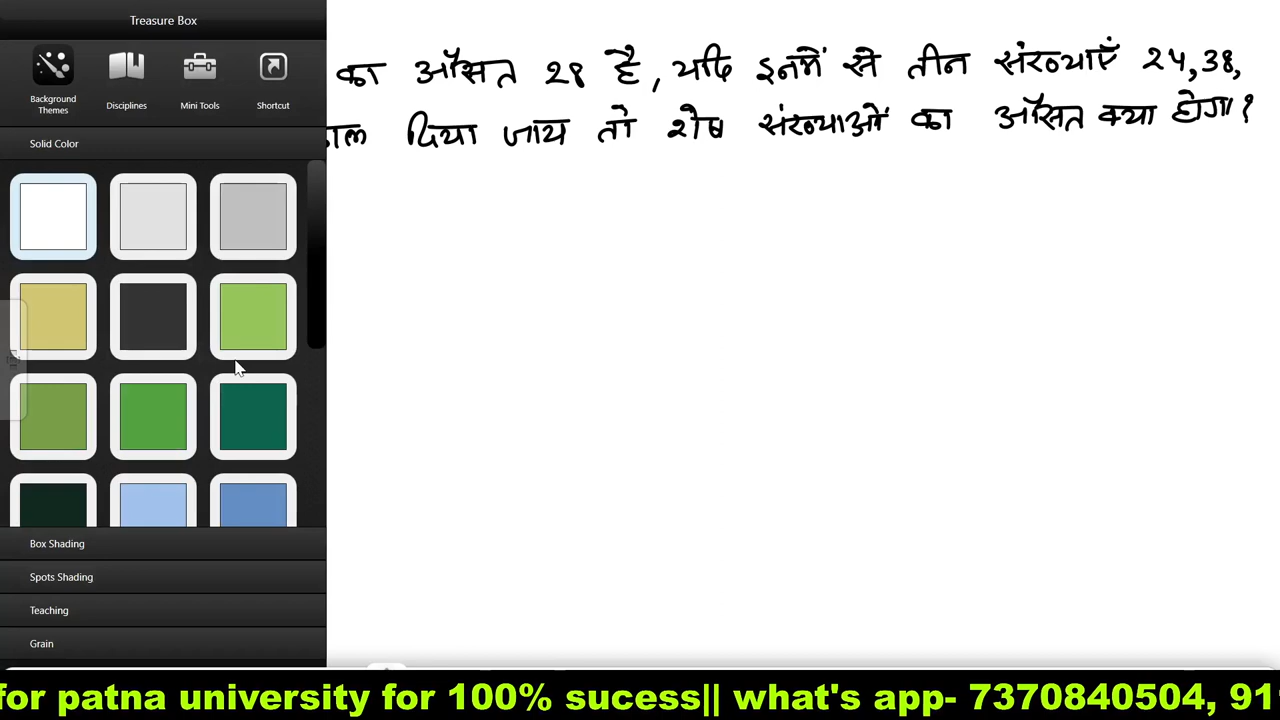 Treasure Box
Background Themes
Disciplines
Mini Tools
Shortcut
Solid Color
का औसत 28 है, यदि इनमें से तीन संख्याएँ 24, 38,
दिया जाय तो शेष संख्याओं का औसत क्या होगा?
Box Shading
Spots Shading
Teaching
Grain
for patna university for 100% sucess|| what's app- 7370840504, 91